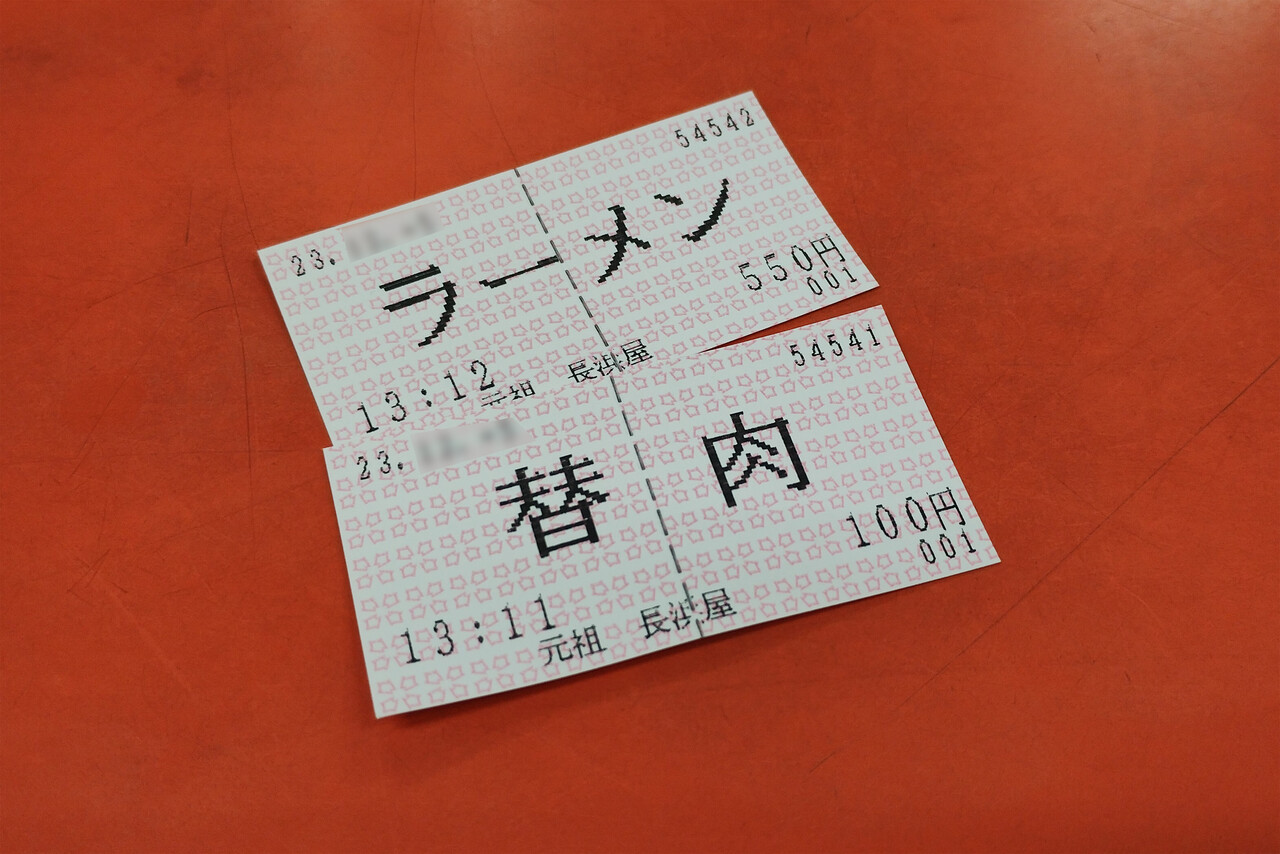 54542
23.
ラーメン
550円
001
13:12
元祖 長浜屋
54541
23.
替 肉
100円
001
13:11
元祖 長浜屋